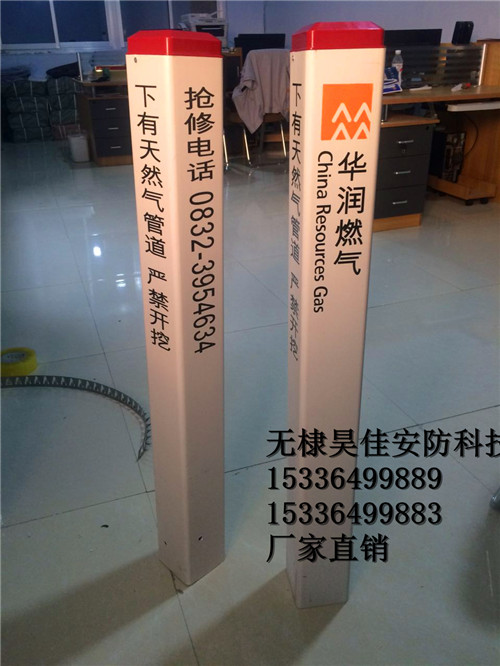 下有天然气管道 严禁开挖
抢修电话 0832-3954634
下有天然气管道 严禁开挖
华润燃气
China Resources Gas
无棣昊佳安防科技
15336499889
15336499883
厂家直销